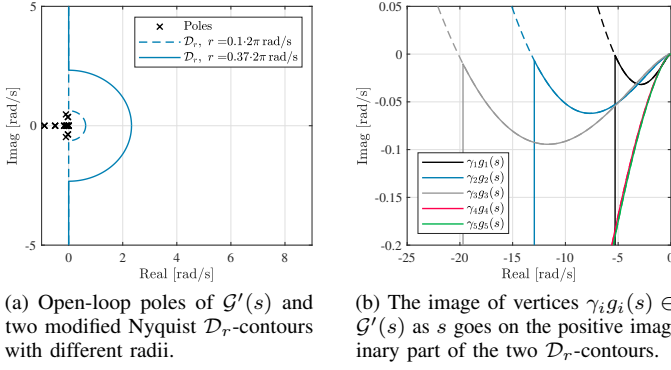 5
0
-5
Imag [rad/s]
0
2
4
6
8
Real [rad/s]
Poles
𝒟ᵣ, r =0.1·2π rad/s
𝒟ᵣ, r =0.37·2π rad/s
(a) Open-loop poles of 𝒢′(s) and
two modified Nyquist 𝒟ᵣ-contours
with different radii.
0.05
0
-0.05
-0.1
-0.15
-0.2
Imag [rad/s]
-25
-20
-15
-10
-5
0
Real [rad/s]
γ₁g₁(s)
γ₂g₂(s)
γ₃g₃(s)
γ₄g₄(s)
γ₅g₅(s)
(b) The image of vertices γᵢgᵢ(s) ∈
𝒢′(s) as s goes on the positive imag-
inary part of the two 𝒟ᵣ-contours.